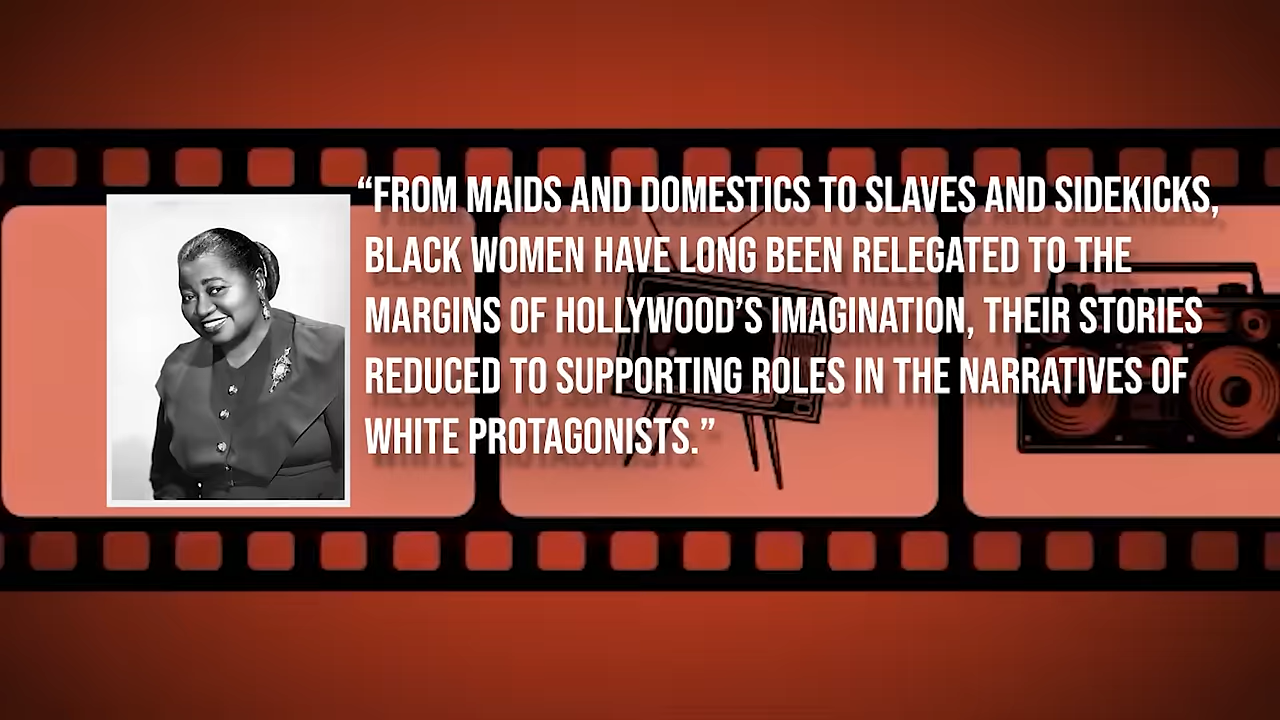 “FROM MAIDS AND DOMESTICS TO SLAVES AND SIDEKICKS,
BLACK WOMEN HAVE LONG BEEN RELEGATED TO THE
MARGINS OF HOLLYWOOD’S IMAGINATION, THEIR STORIES
REDUCED TO SUPPORTING ROLES IN THE NARRATIVES OF
WHITE PROTAGONISTS.”